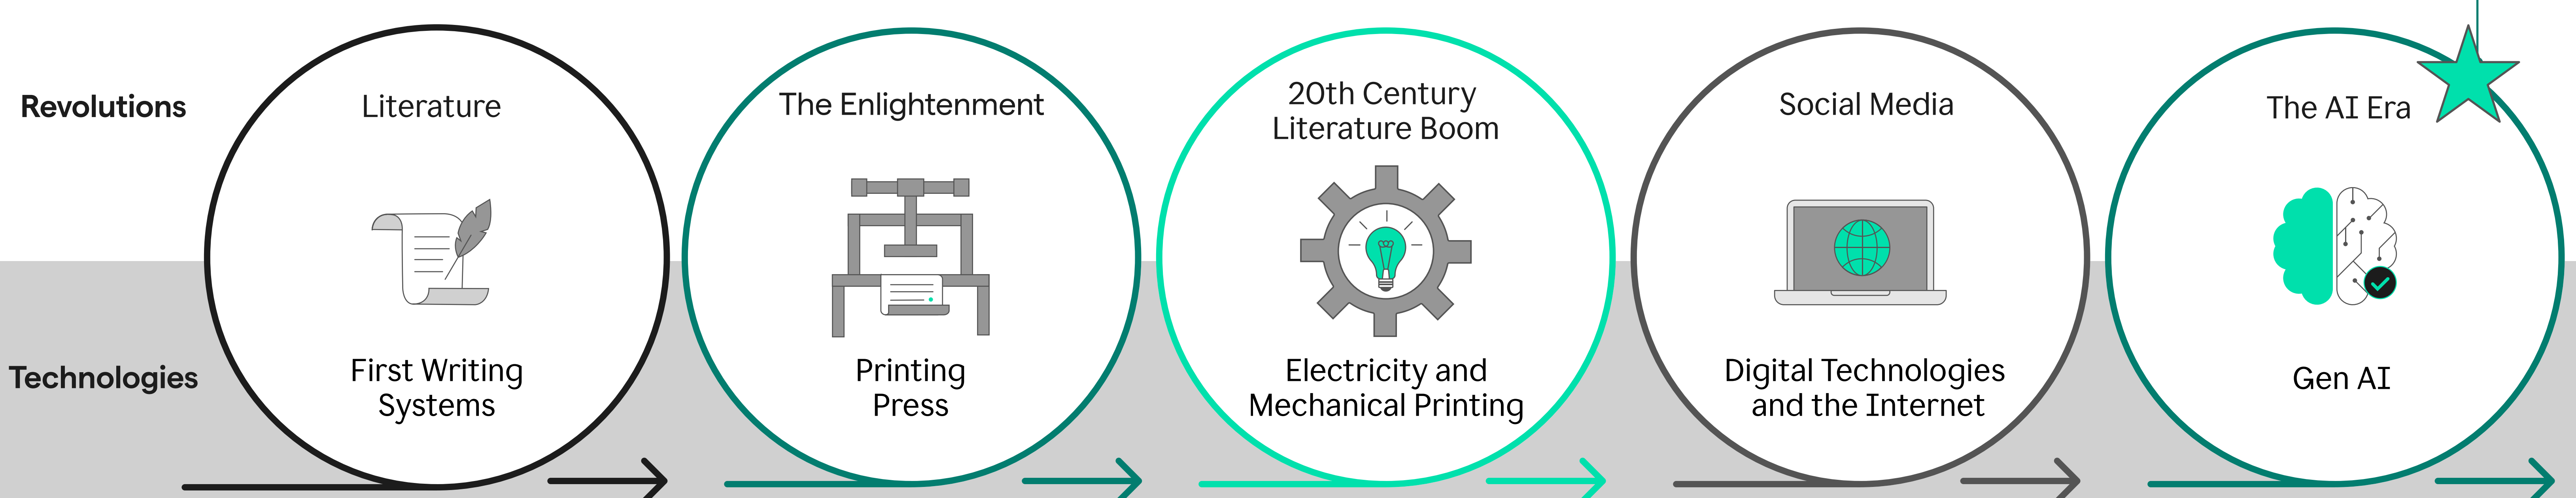 Revolutions
Literature
The Enlightenment
20th Century
Literature Boom
Social Media
The AI Era
Technologies
First Writing
Systems
Printing
Press
Electricity and
Mechanical Printing
Digital Technologies
and the Internet
Gen AI